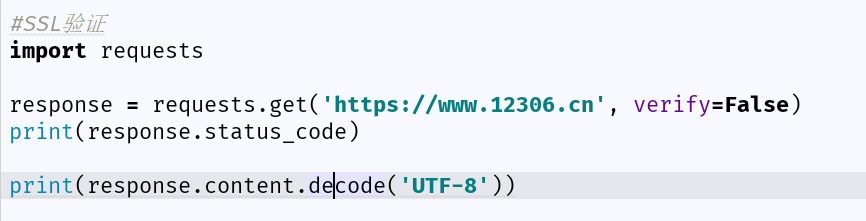 #SSL验证
import requests
response = requests.get('https://www.12306.cn', verify=False)
print(response.status_code)
print(response.content.decode('UTF-8'))